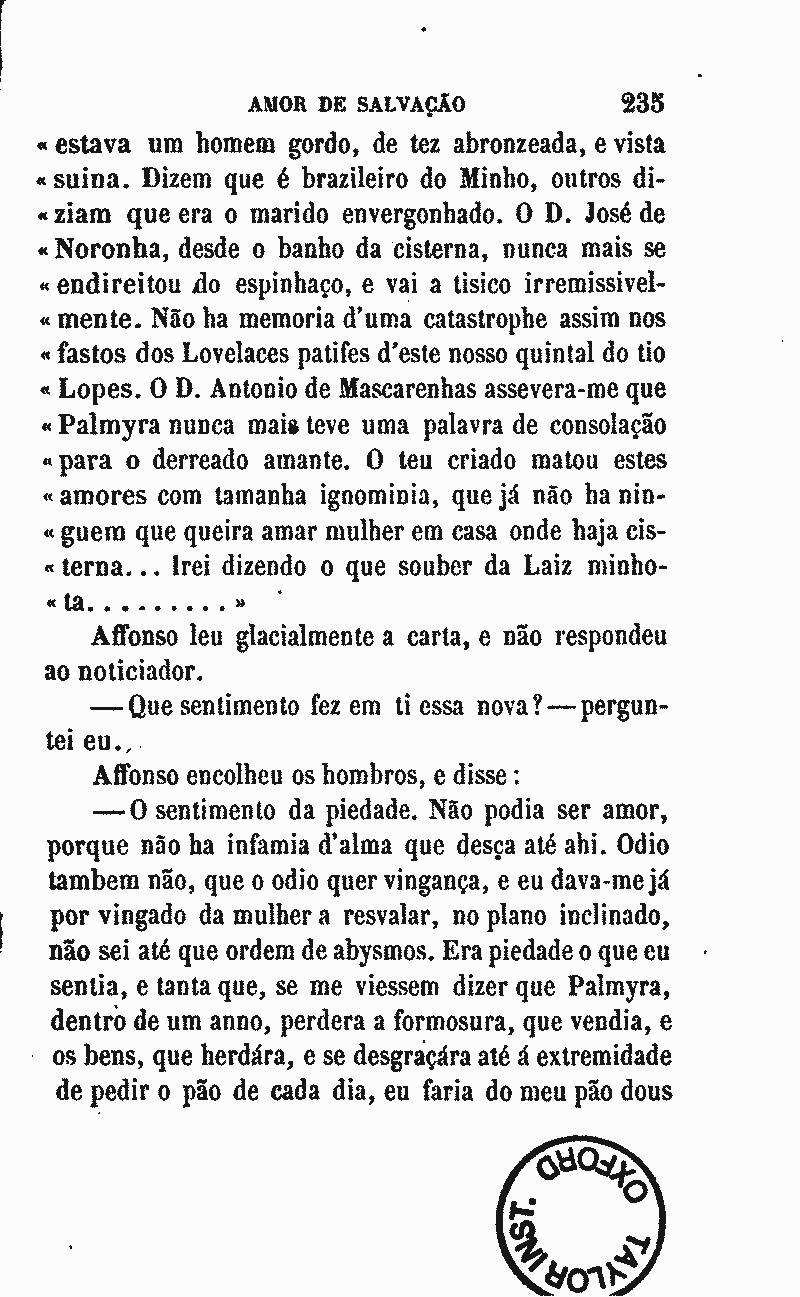 AMOR DE SALVAÇÃO 235
« estava um homem gordo, de tez abronzeada, e vista
« suina. Dizem que é brazileiro do Minho, outros di-
« ziam que era o marido envergonhado. O D. José de
« Noronha, desde o banho da cisterna, nunca mais se
« endireitou do espinhaço, e vai a tisico irremissivel-
« mente. Não ha memoria d'uma catastrophe assim nos
« fastos dos Lovelaces patifes d'este nosso quintal do tio
« Lopes. O D. Antonio de Mascarenhas assevera-me que
« Palmyra nunca mais teve uma palavra de consolação
« para o derreado amante. O teu criado matou estes
« amores com tamanha ignominia, que já não ha nin-
« guem que queira amar mulher em casa onde haja cis-
« terna... Irei dizendo o que souber da Laiz minho-
« ta.......... »
Affonso leu glacialmente a carta, e não respondeu
ao noticiador.
—Que sentimento fez em ti essa nova?—pergun-
tei eu.
Affonso encolheu os hombros, e disse:
—O sentimento da piedade. Não podia ser amor,
porque não ha infamia d'alma que desça até ahi. Odio
tambem não, que o odio quer vingança, e eu dava-me já
por vingado da mulher a resvalar, no plano inclinado,
não sei até que ordem de abysmos. Era piedade o que eu
sentia, e tanta que, se me viessem dizer que Palmyra,
dentro de um anno, perdera a formosura, que vendia, e
os bens, que herdára, e se desgraçára até á extremidade
de pedir o pão de cada dia, eu faria do meu pão dous
TAYLOR INST.
OXFORD